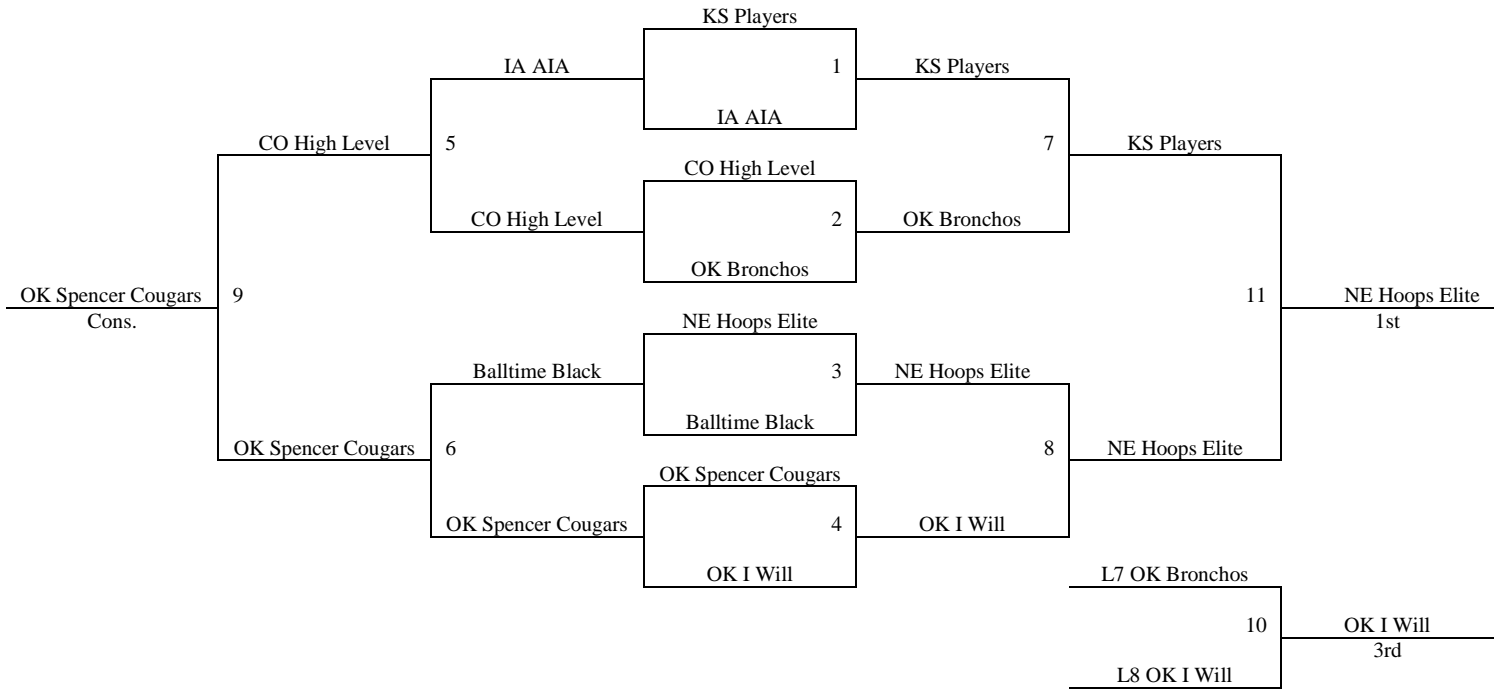 KS Players
IA AIA
1
KS Players
IA AIA
CO High Level
5
7
KS Players
CO High Level
CO High Level
2
OK Bronchos
OK Bronchos
OK Spencer Cougars
9
11
NE Hoops Elite
Cons.
1st
NE Hoops Elite
Balltime Black
3
NE Hoops Elite
Balltime Black
OK Spencer Cougars
6
8
NE Hoops Elite
OK Spencer Cougars
OK Spencer Cougars
4
OK I Will
OK I Will
L7 OK Bronchos
10
OK I Will
3rd
L8 OK I Will